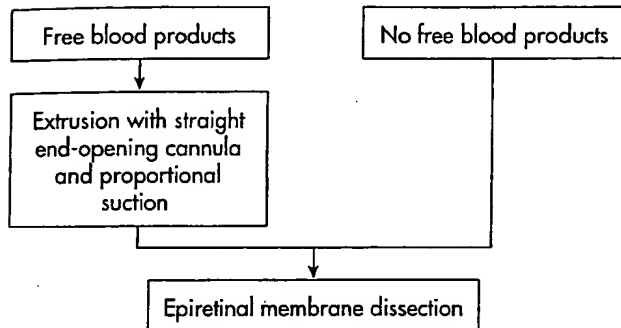 Free blood products
No free blood products
Extrusion with straight
end-opening cannula
and proportional
suction
Epiretinal membrane dissection